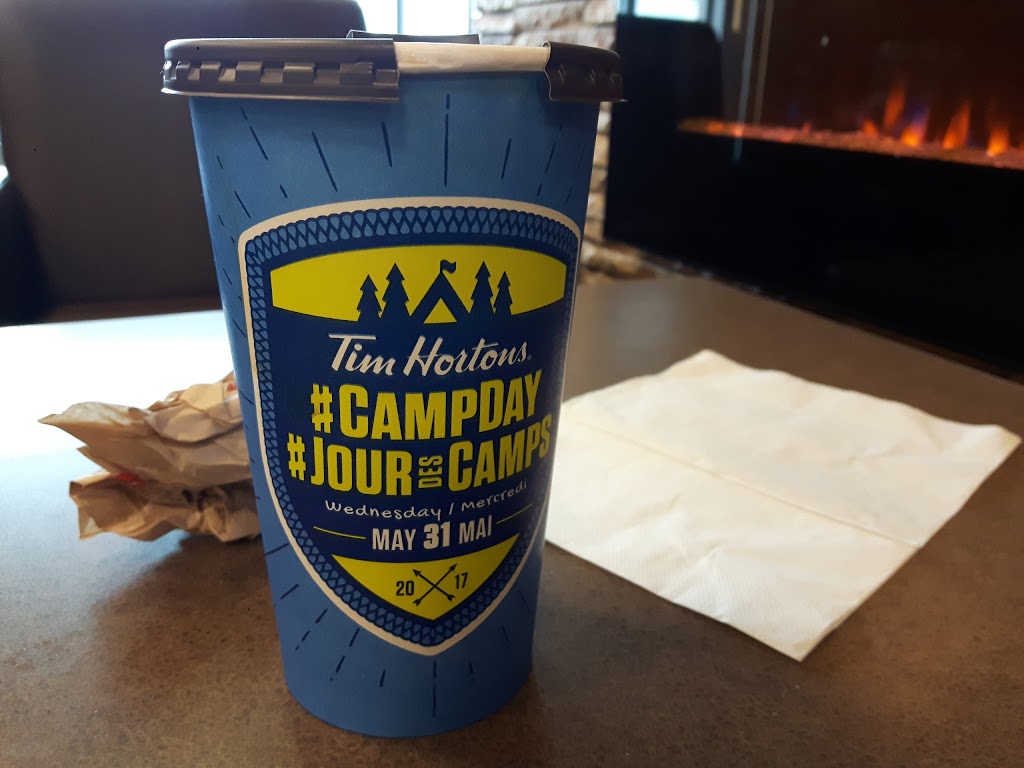 Tim Hortons
#CAMPDAY
#JOUR DES CAMPS
Wednesday / Mercredi
MAY 31 MAI
20 17